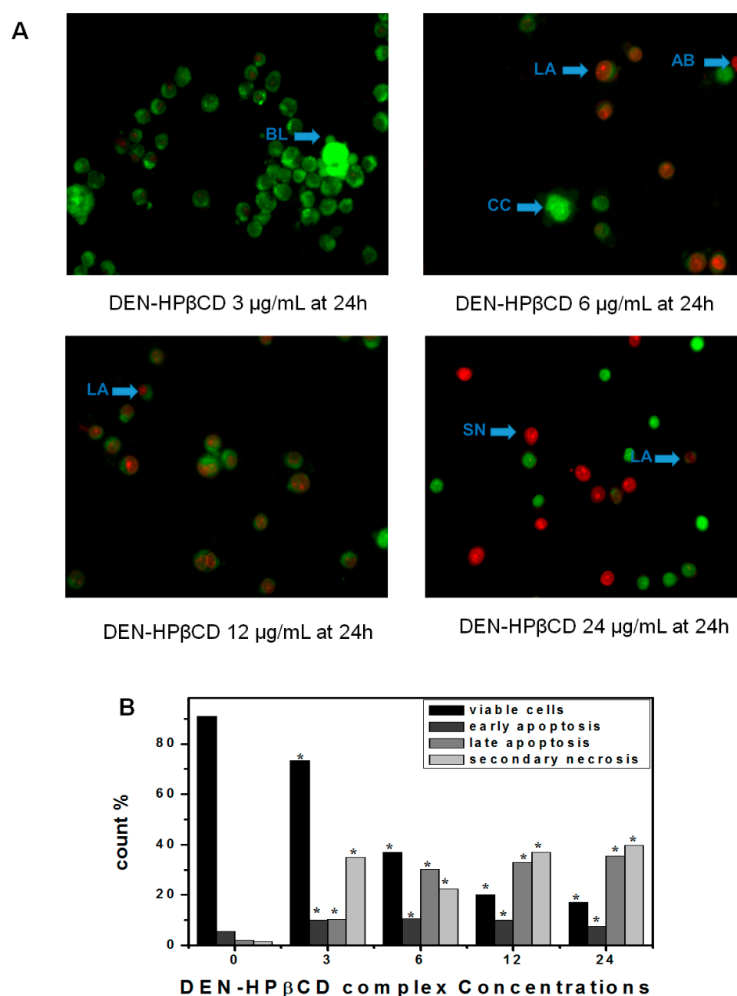 A
BL
LA
AB
CC
DEN-HPβCD 3 µg/mL at 24h
DEN-HPβCD 6 µg/mL at 24h
LA
SN
LA
DEN-HPβCD 12 µg/mL at 24h
DEN-HPβCD 24 µg/mL at 24h
B
viable cells
early apoptosis
late apoptosis
secondary necrosis
count %
80
60
40
20
0
* * * *
* * * *
* * * *
* * * *
0 3 6 12 24
DEN-HPβCD complex Concentrations